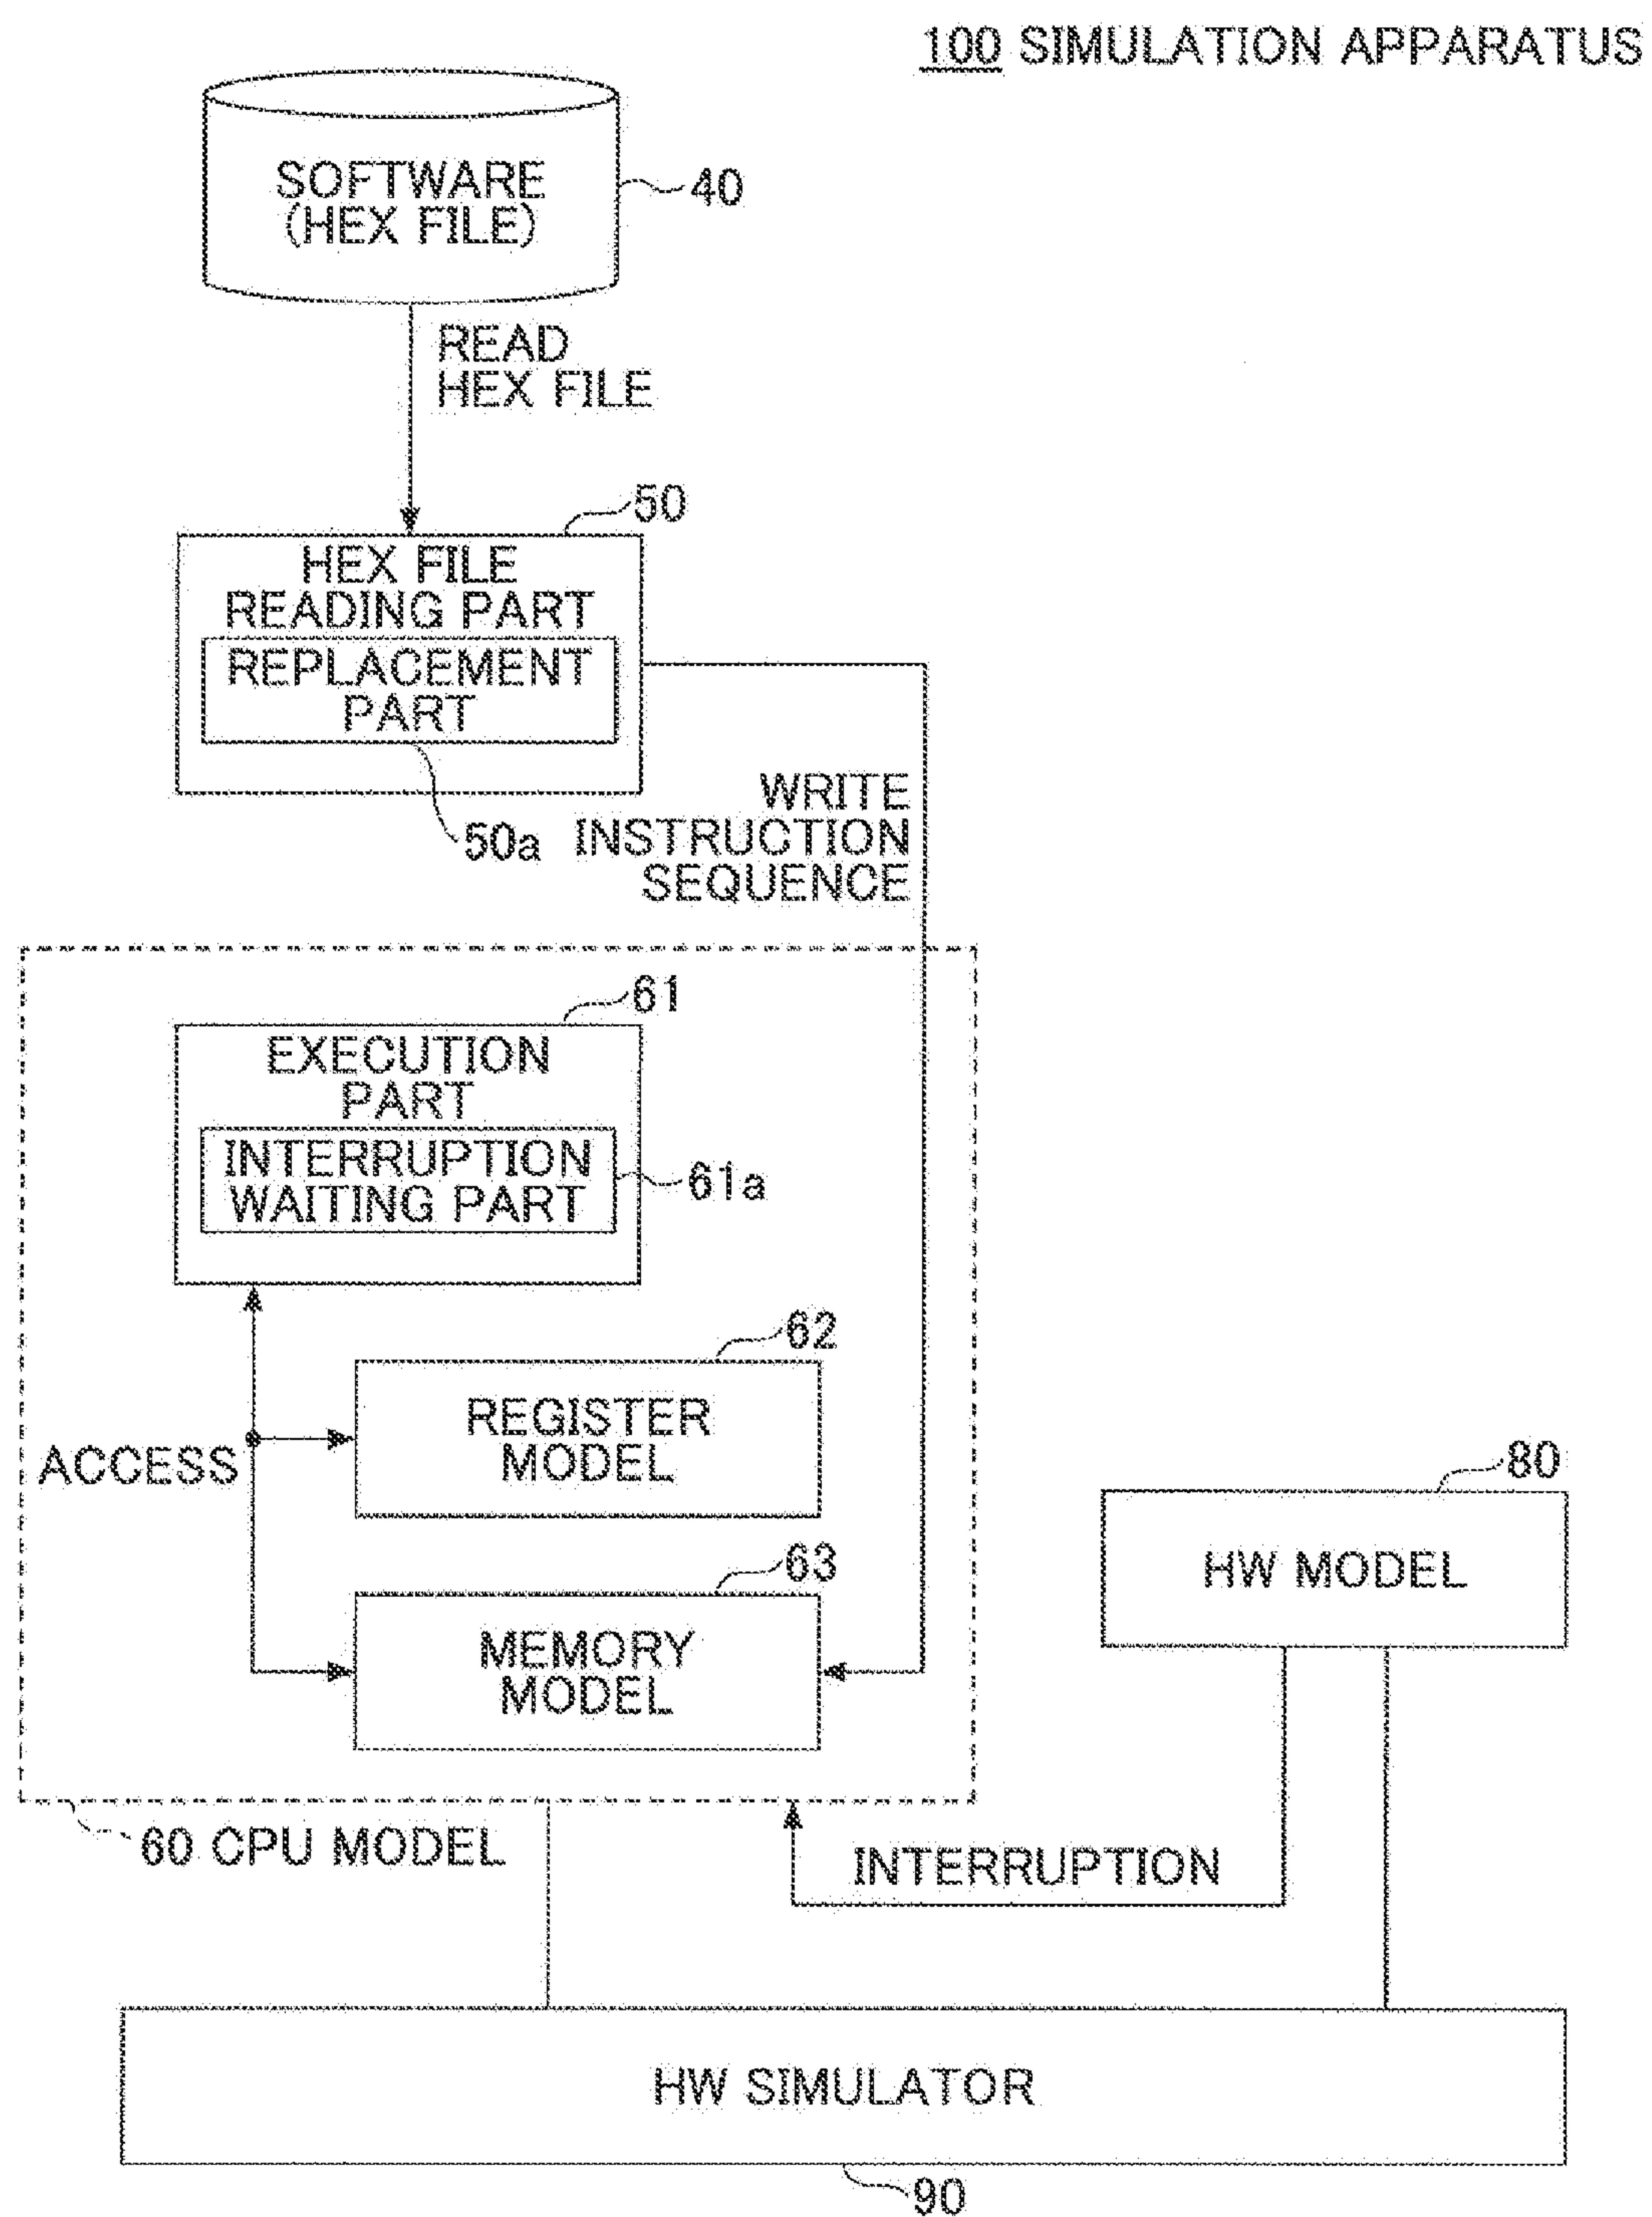 100 SIMULATION APPARATUS
SOFTWARE
(HEX FILE)
40
READ
HEX FILE
50
HEX FILE
READING PART
REPLACEMENT
PART
50a
WRITE
INSTRUCTION
SEQUENCE
61
EXECUTION
PART
INTERRUPTION
WAITING PART
61a
62
REGISTER
MODEL
ACCESS
63
MEMORY
MODEL
80
HW MODEL
60 CPU MODEL
INTERRUPTION
HW SIMULATOR
90